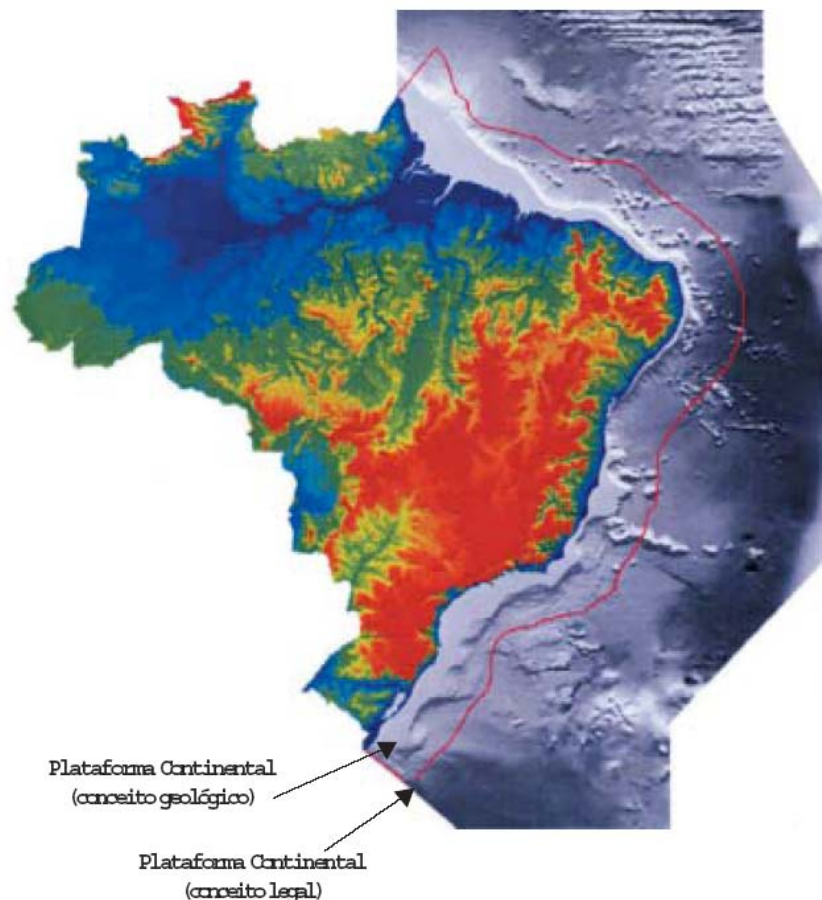 Plataforma Continental
(conceito geológico)
Plataforma Continental
(conceito legal)